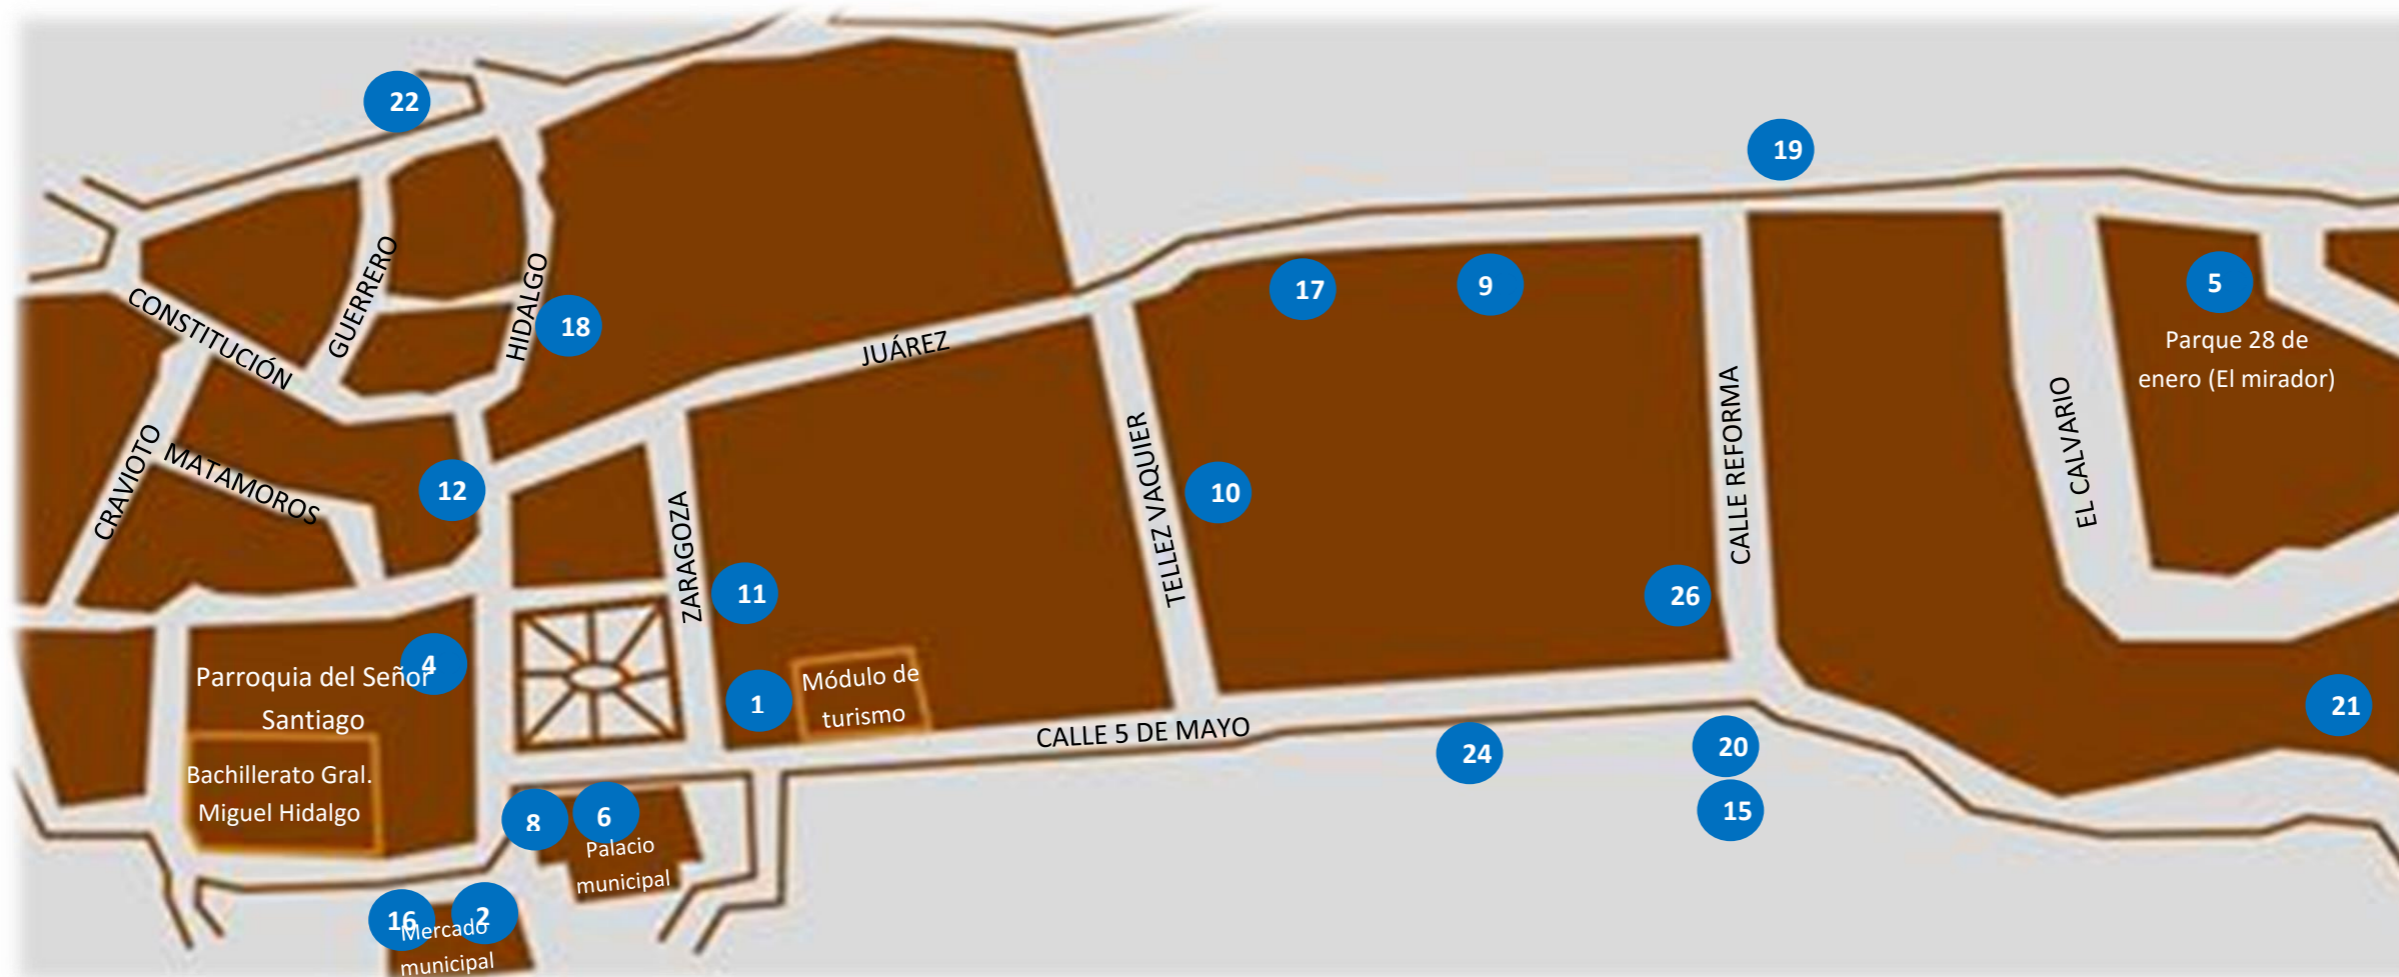 22
19
GUERRERO
HIDALGO
CONSTITUCIÓN
18
17
9
5
JUÁREZ
Parque 28 de
enero (El mirador)
CALLE REFORMA
EL CALVARIO
CRAVIOTO
MATAMOROS
12
ZARAGOZA
TELLEZ VAQUIER
10
11
26
4
Parroquia del Señor
Santiago
1
Módulo de
turismo
21
CALLE 5 DE MAYO
24
20
15
Bachillerato Gral.
Miguel Hidalgo
8
6
Palacio
municipal
16
2
Mercado
municipal